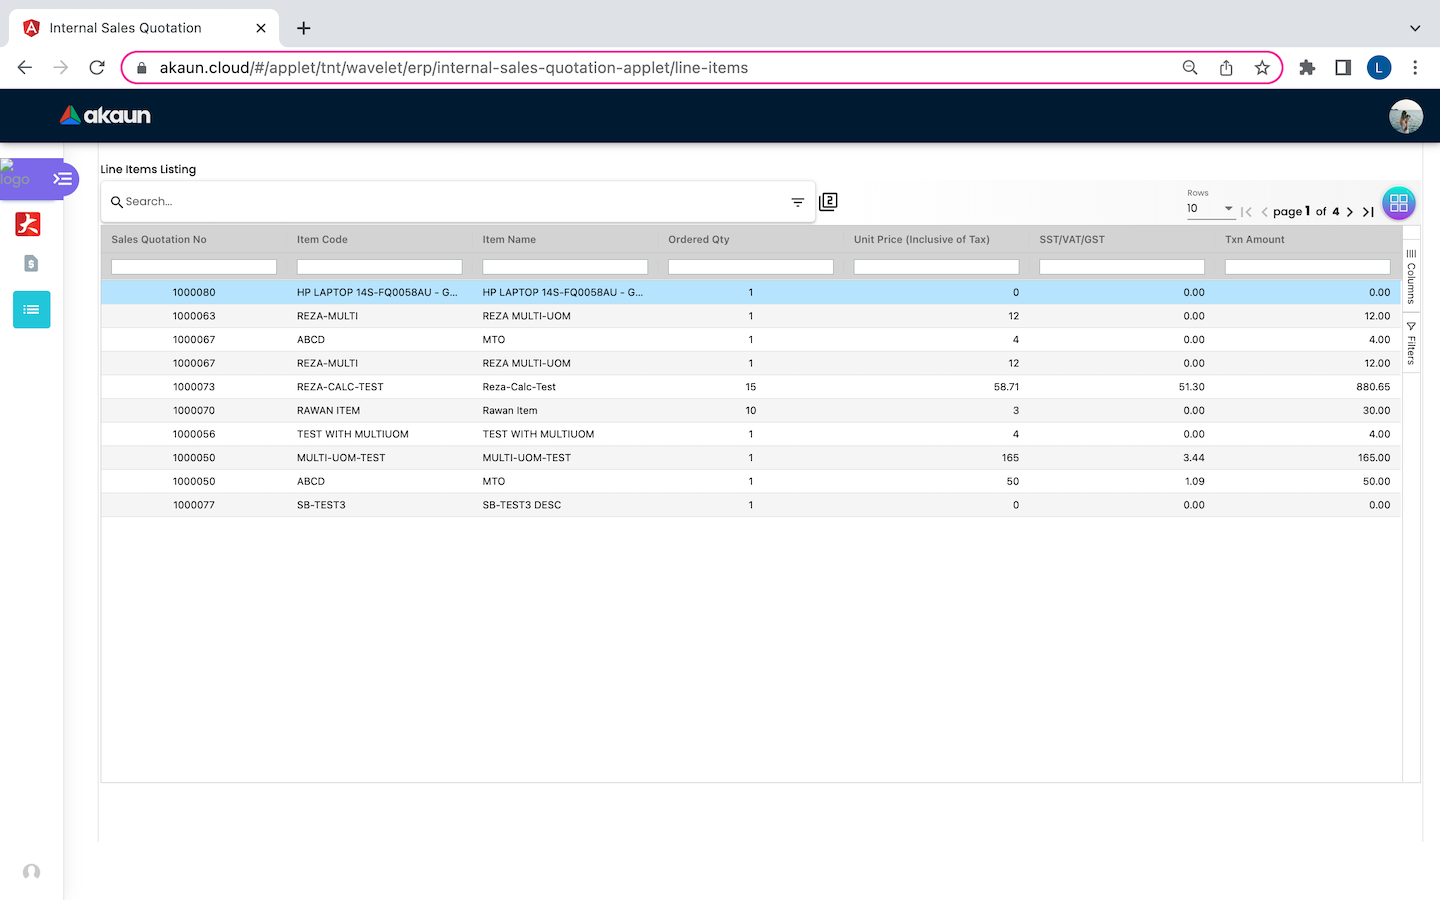 Internal Sales Quotation
akaun.cloud/#/applet/tnt/wavelet/erp/internal-sales-quotation-applet/line-items
L
akaun
logo
Line Items Listing
Search...
2
Rows
10
page 1 of 4
Sales Quotation No Item Code Item Name Ordered Qty Unit Price (Inclusive of Tax) SST/VAT/GST Txn Amount
1000080 HP LAPTOP 14S-FQ0058AU - G... HP LAPTOP 14S-FQ0058AU - G... 1 0 0.00 0.00
1000063 REZA-MULTI REZA MULTI-UOM 1 12 0.00 12.00
1000067 ABCD MTO 1 4 0.00 4.00
1000067 REZA-MULTI REZA MULTI-UOM 1 12 0.00 12.00
1000073 REZA-CALC-TEST Reza-Calc-Test 15 58.71 51.30 880.65
1000070 RAWAN ITEM Rawan Item 10 3 0.00 30.00
1000056 TEST WITH MULTIUOM TEST WITH MULTIUOM 1 4 0.00 4.00
1000050 MULTI-UOM-TEST MULTI-UOM-TEST 1 165 3.44 165.00
1000050 ABCD MTO 1 50 1.09 50.00
1000077 SB-TEST3 SB-TEST3 DESC 1 0 0.00 0.00
Columns
Filters